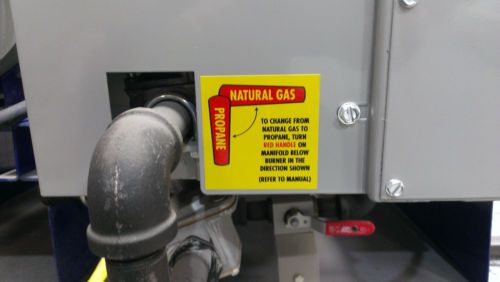 NATURAL GAS
PROPANE
TO CHANGE FROM
NATURAL GAS TO
PROPANE, TURN
RED HANDLE ON
MANIFOLD BELOW
BURNER IN THE
DIRECTION SHOWN
(REFER TO MANUAL)